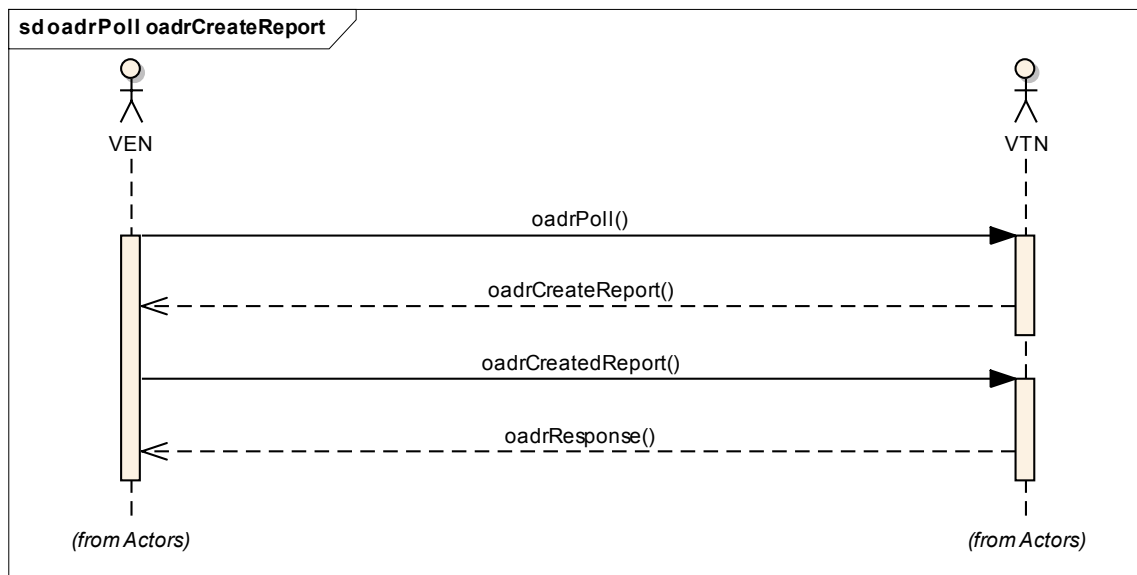 sd oadrPoll oadrCreateReport
VEN
VTN
oadrPoll()
oadrCreateReport()
oadrCreatedReport()
oadrResponse()
(from Actors)
(from Actors)